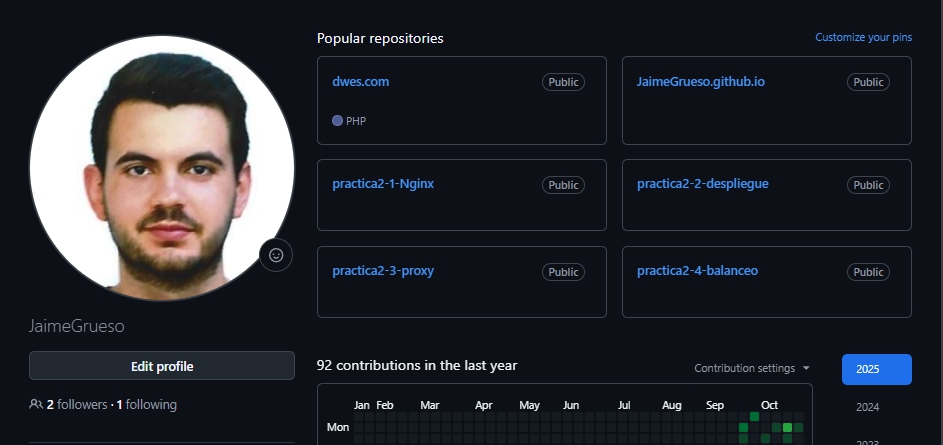 Popular repositories
Customize your pins
dwes.com
Public
PHP
JaimeGrueso.github.io
Public
practica2-1-Nginx
Public
practica2-2-despliegue
Public
practica2-3-proxy
Public
practica2-4-balanceo
Public
JaimeGrueso
Edit profile
2 followers · 1 following
92 contributions in the last year
Contribution settings
2025
2024
2023
Jan Feb Mar Apr May Jun Jul Aug Sep Oct
Mon